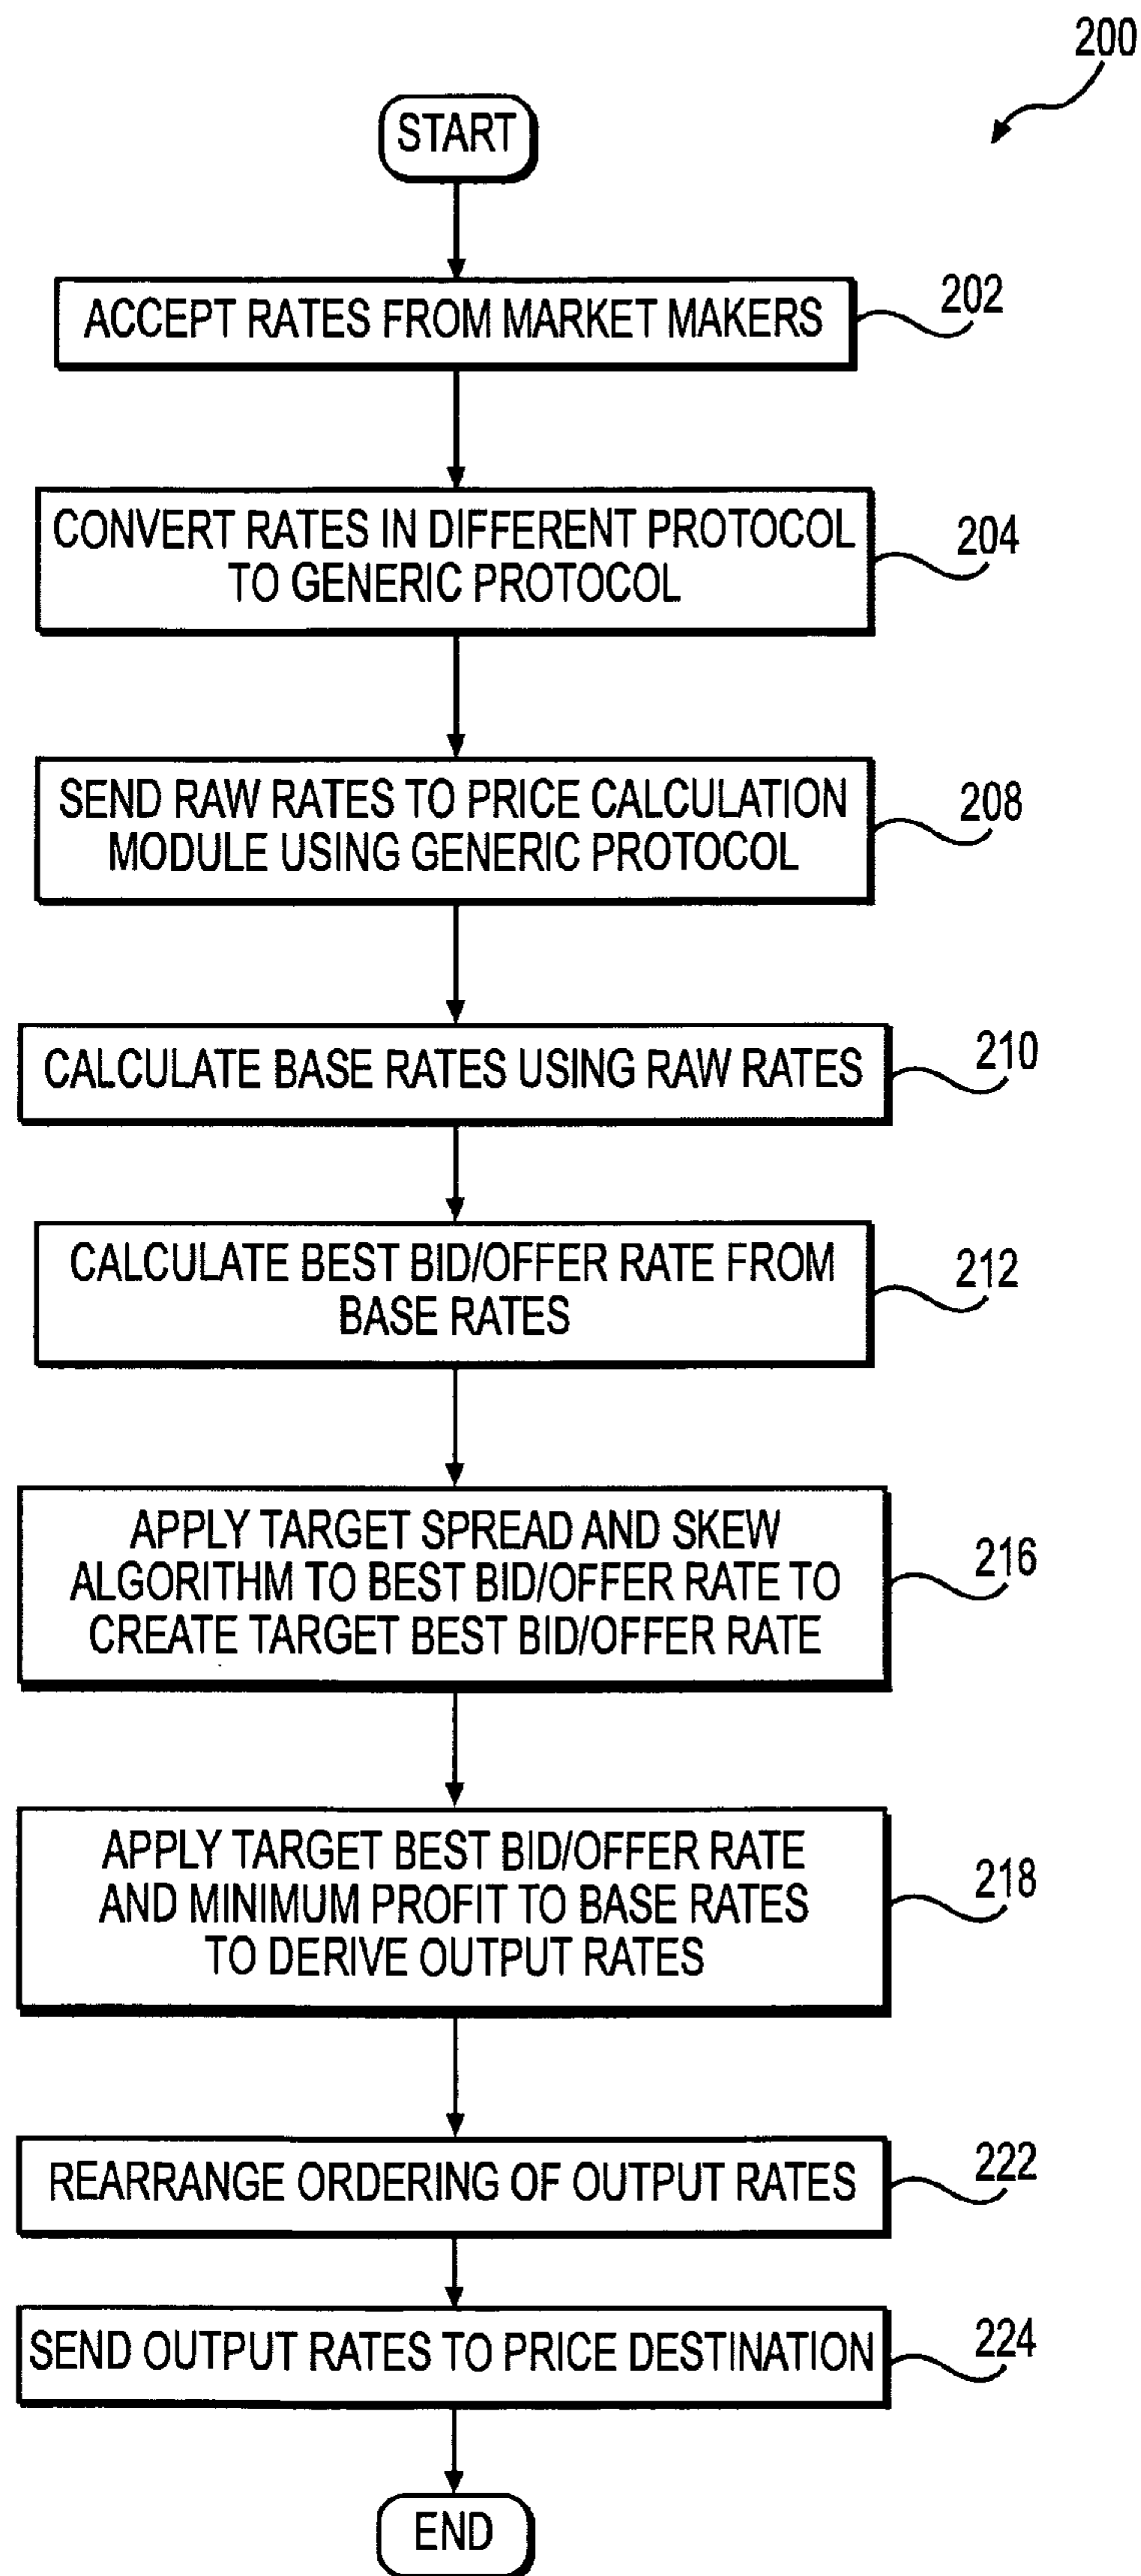 200
START
ACCEPT RATES FROM MARKET MAKERS
202
CONVERT RATES IN DIFFERENT PROTOCOL
TO GENERIC PROTOCOL
204
SEND RAW RATES TO PRICE CALCULATION
MODULE USING GENERIC PROTOCOL
208
CALCULATE BASE RATES USING RAW RATES
210
CALCULATE BEST BID/OFFER RATE FROM
BASE RATES
212
APPLY TARGET SPREAD AND SKEW
ALGORITHM TO BEST BID/OFFER RATE TO
CREATE TARGET BEST BID/OFFER RATE
216
APPLY TARGET BEST BID/OFFER RATE
AND MINIMUM PROFIT TO BASE RATES
TO DERIVE OUTPUT RATES
218
REARRANGE ORDERING OF OUTPUT RATES
222
SEND OUTPUT RATES TO PRICE DESTINATION
224
END